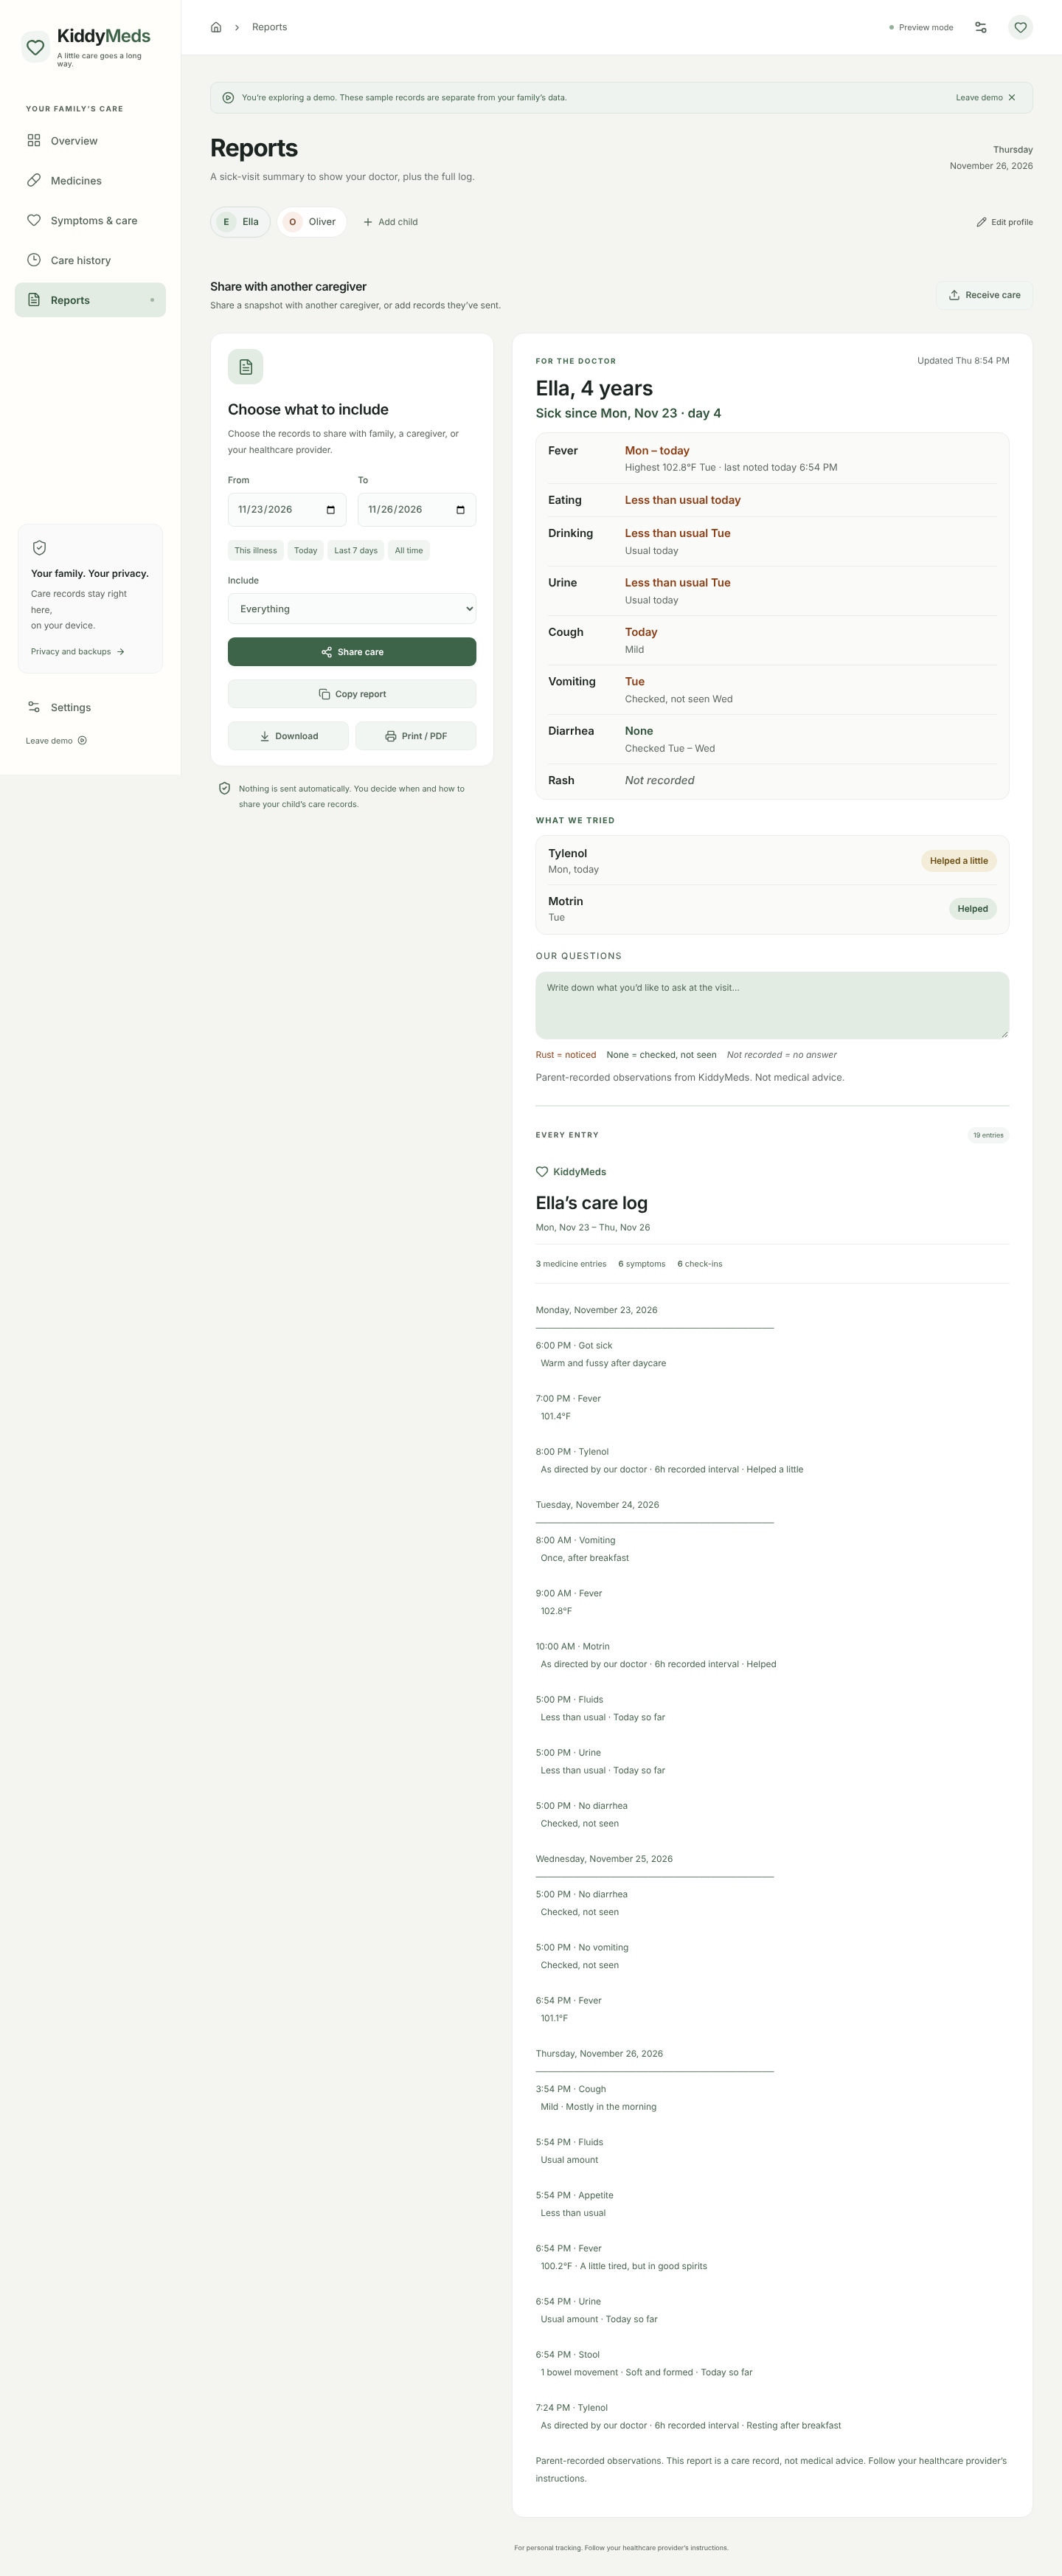 KiddyMeds
A little care goes a long
way.
YOUR FAMILY'S CARE
Overview
Medicines
Symptoms & care
Care history
Reports
Your family. Your privacy.
Care records stay right
here,
on your device.
Privacy and backups
Settings
Leave demo
Reports
Preview mode
You're exploring a demo. These sample records are separate from your family's data.
Leave demo
Reports
A sick-visit summary to show your doctor, plus the full log.
Thursday
November 26, 2026
E Ella
O Oliver
Add child
Edit profile
Share with another caregiver
Share a snapshot with another caregiver, or add records they've sent.
Receive care
Choose what to include
Choose the records to share with family, a caregiver, or
your healthcare provider.
From To
11/23/2026 11/26/2026
This illness Today Last 7 days All time
Include
Everything
Share care
Copy report
Download Print / PDF
Nothing is sent automatically. You decide when and how to
share your child's care records.
FOR THE DOCTOR
Updated Thu 8:54 PM
Ella, 4 years
Sick since Mon, Nov 23 · day 4
Fever Mon – today
Highest 102.8°F Tue · last noted today 6:54 PM
Eating Less than usual today
Drinking Less than usual Tue
Usual today
Urine Less than usual Tue
Usual today
Cough Today
Mild
Vomiting Tue
Checked, not seen Wed
Diarrhea None
Checked Tue – Wed
Rash Not recorded
WHAT WE TRIED
Tylenol
Mon, today
Helped a little
Motrin
Tue
Helped
OUR QUESTIONS
Write down what you'd like to ask at the visit...
Rust = noticed None = checked, not seen Not recorded = no answer
Parent-recorded observations from KiddyMeds. Not medical advice.
EVERY ENTRY
19 entries
KiddyMeds
Ella's care log
Mon, Nov 23 – Thu, Nov 26
3 medicine entries 6 symptoms 6 check-ins
Monday, November 23, 2026
6:00 PM · Got sick
Warm and fussy after daycare
7:00 PM · Fever
101.4°F
8:00 PM · Tylenol
As directed by our doctor · 6h recorded interval · Helped a little
Tuesday, November 24, 2026
8:00 AM · Vomiting
Once, after breakfast
9:00 AM · Fever
102.8°F
10:00 AM · Motrin
As directed by our doctor · 6h recorded interval · Helped
5:00 PM · Fluids
Less than usual · Today so far
5:00 PM · Urine
Less than usual · Today so far
5:00 PM · No diarrhea
Checked, not seen
Wednesday, November 25, 2026
5:00 PM · No diarrhea
Checked, not seen
5:00 PM · No vomiting
Checked, not seen
6:54 PM · Fever
101.1°F
Thursday, November 26, 2026
3:54 PM · Cough
Mild · Mostly in the morning
5:54 PM · Fluids
Usual amount
5:54 PM · Appetite
Less than usual
6:54 PM · Fever
100.2°F · A little tired, but in good spirits
6:54 PM · Urine
Usual amount · Today so far
6:54 PM · Stool
1 bowel movement · Soft and formed · Today so far
7:24 PM · Tylenol
As directed by our doctor · 6h recorded interval · Resting after breakfast
Parent-recorded observations. This report is a care record, not medical advice. Follow your healthcare provider's
instructions.
For personal tracking. Follow your healthcare provider's instructions.